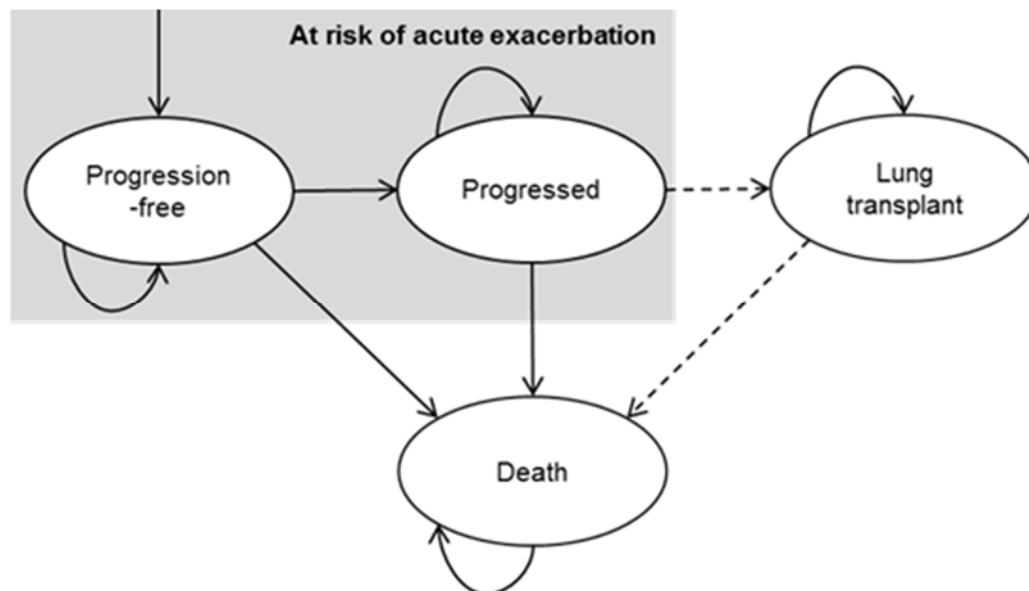 At risk of acute exacerbation
Progression
-free
Progressed
Lung
transplant
Death